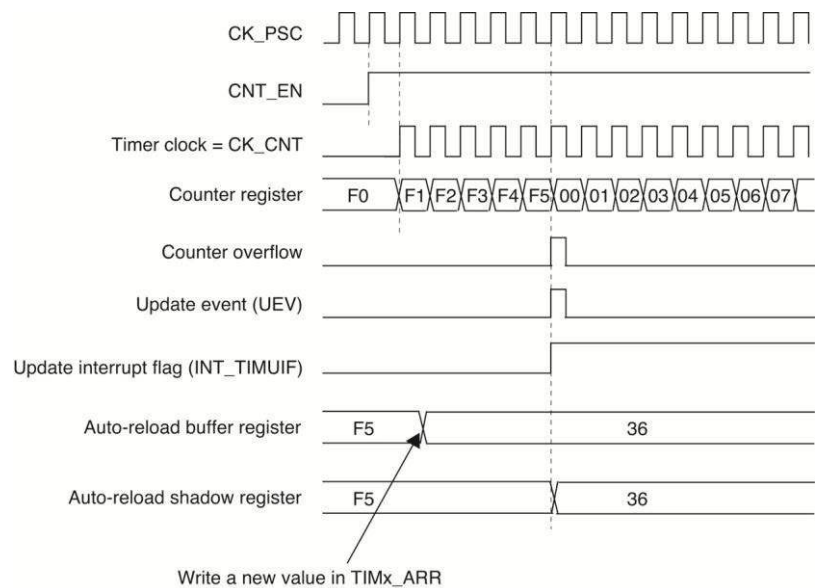 CK_PSC
CNT_EN
Timer clock = CK_CNT
Counter register F0 F1 F2 F3 F4 F5 00 01 02 03 04 05 06 07
Counter overflow
Update event (UEV)
Update interrupt flag (INT_TIMUIF)
Auto-reload buffer register F5 36
Auto-reload shadow register F5 36
Write a new value in TIMx_ARR